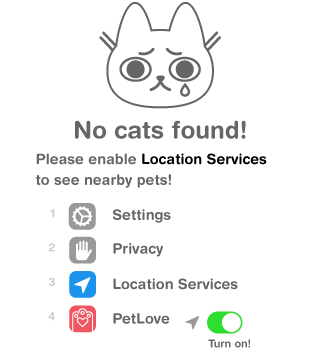 No cats found!
Please enable Location Services
to see nearby pets!
1 Settings
2 Privacy
3 Location Services
4 PetLove
Turn on!